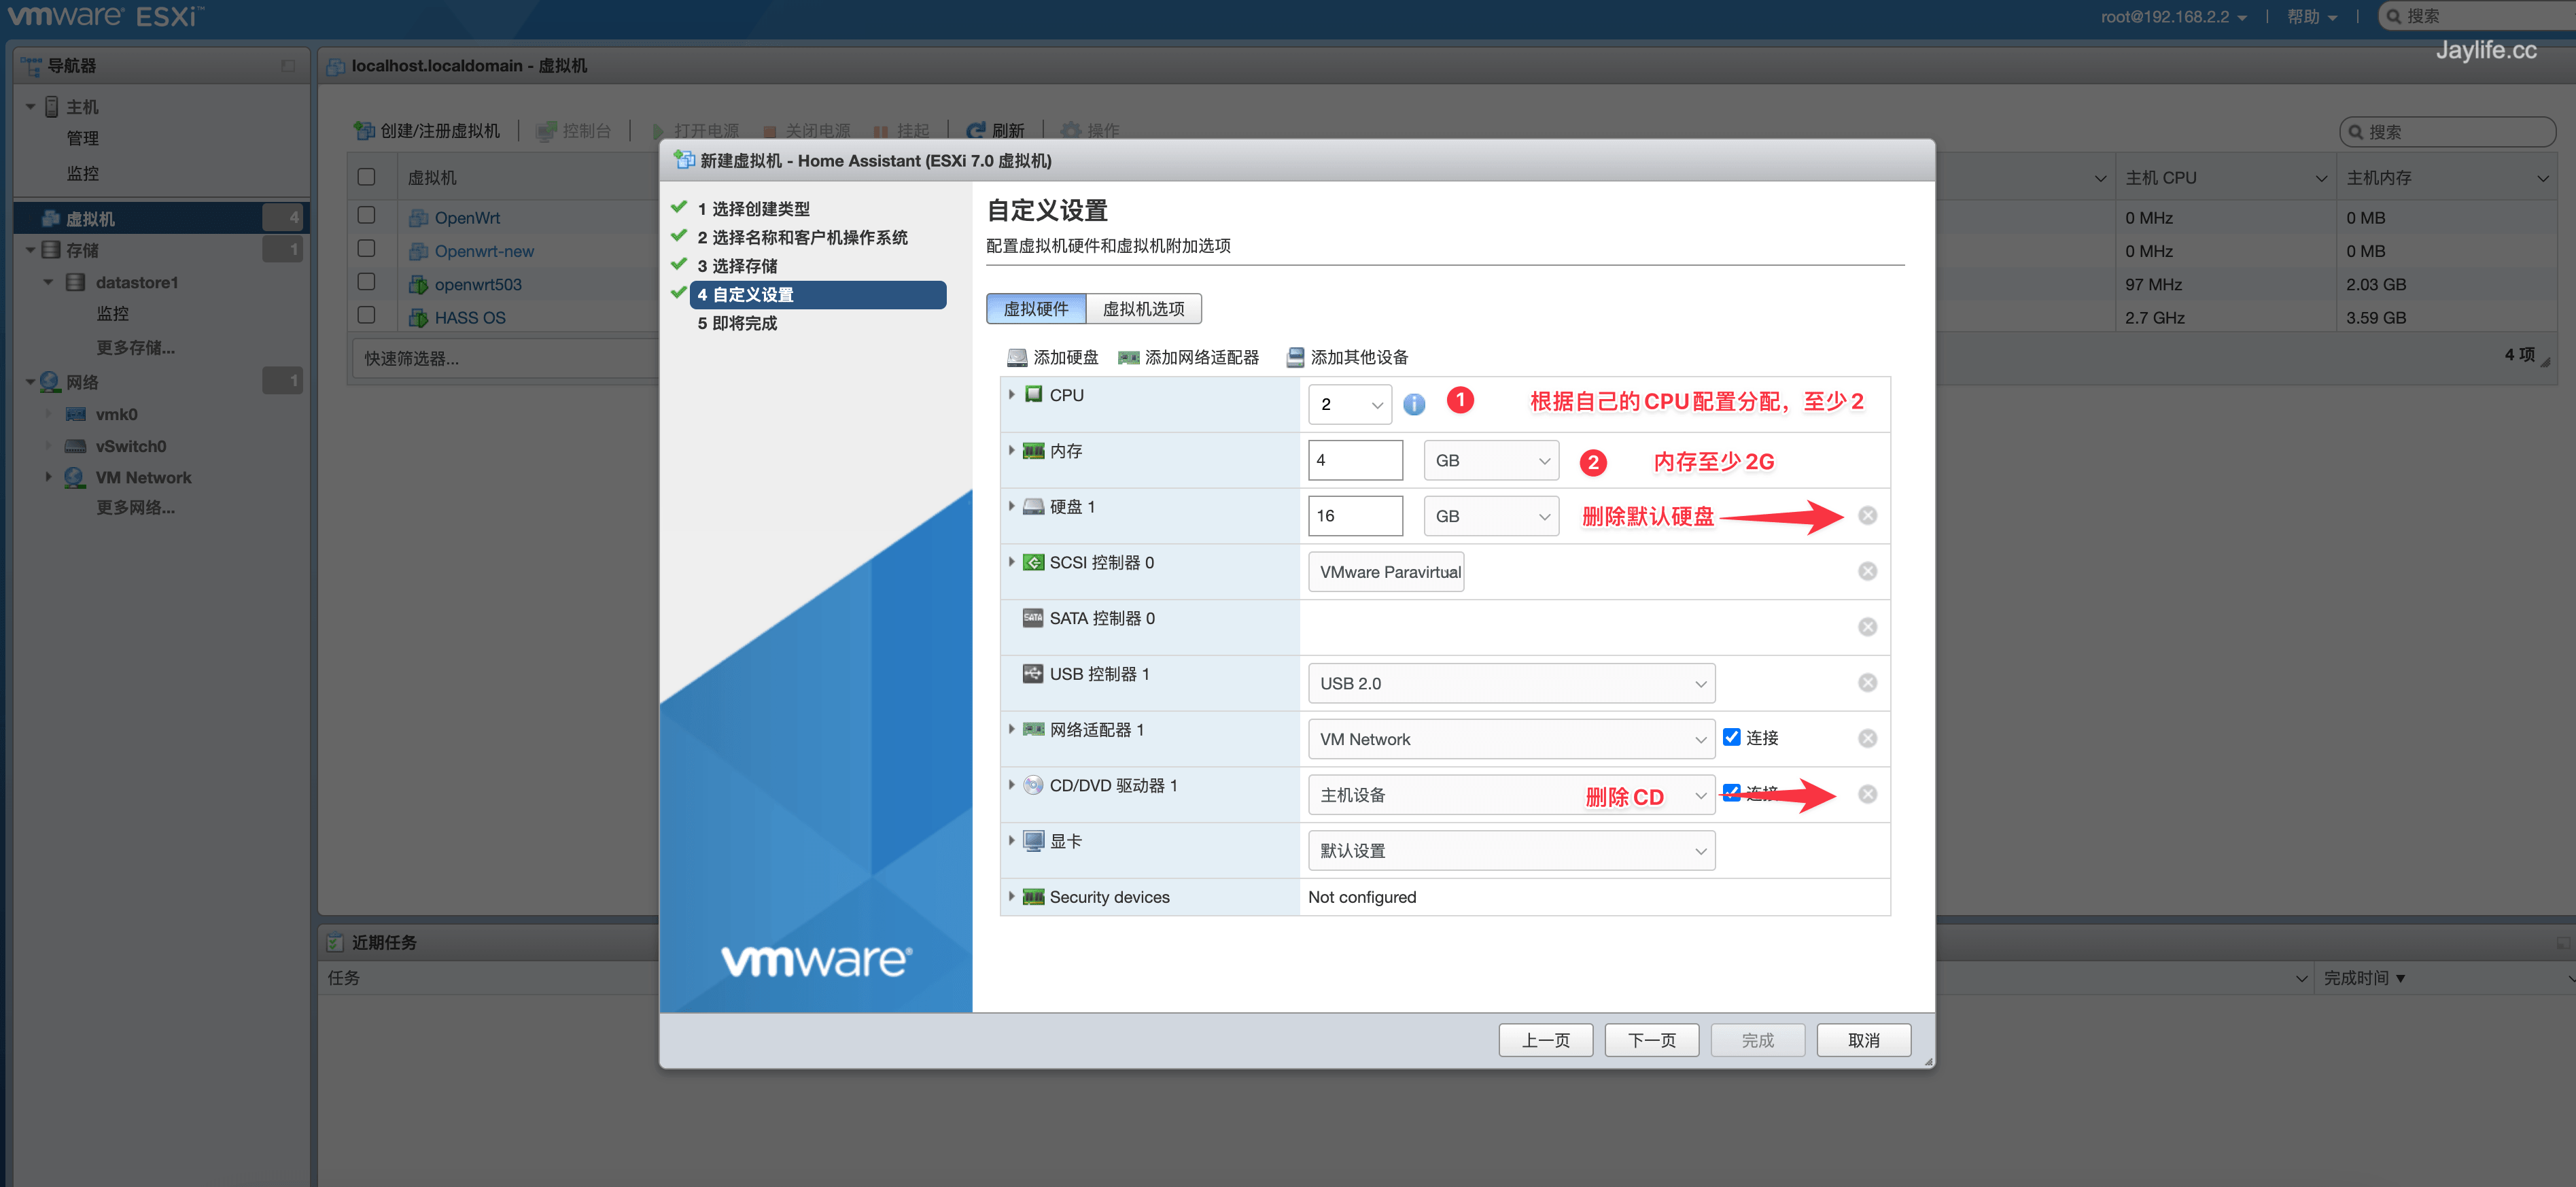 vmware ESXi™
root@192.168.2.2
帮助
搜索
Jaylife.cc
导航器
主机
管理
监控
虚拟机 4
存储 1
datastore1
监控
更多存储...
网络 1
vmk0
vSwitch0
VM Network
更多网络...
localhost.localdomain - 虚拟机
创建/注册虚拟机 控制台 打开电源 关闭电源 挂起 刷新 操作
搜索
虚拟机 主机 CPU 主机内存
OpenWrt 0 MHz 0 MB
Openwrt-new 0 MHz 0 MB
openwrt503 97 MHz 2.03 GB
HASS OS 2.7 GHz 3.59 GB
快速筛选器... 4 项
新建虚拟机 - Home Assistant (ESXi 7.0 虚拟机)
1 选择创建类型
2 选择名称和客户机操作系统
3 选择存储
4 自定义设置
5 即将完成
vmware®
自定义设置
配置虚拟机硬件和虚拟机附加选项
虚拟硬件 虚拟机选项
添加硬盘 添加网络适配器 添加其他设备
CPU 2 1 根据自己的CPU配置分配，至少2
内存 4 GB 2 内存至少2G
硬盘 1 16 GB 删除默认硬盘
SCSI 控制器 0 VMware Paravirtual
SATA 控制器 0
USB 控制器 1 USB 2.0
网络适配器 1 VM Network 连接
CD/DVD 驱动器 1 主机设备 删除CD 连接
显卡 默认设置
Security devices Not configured
上一页 下一页 完成 取消
近期任务
任务 完成时间